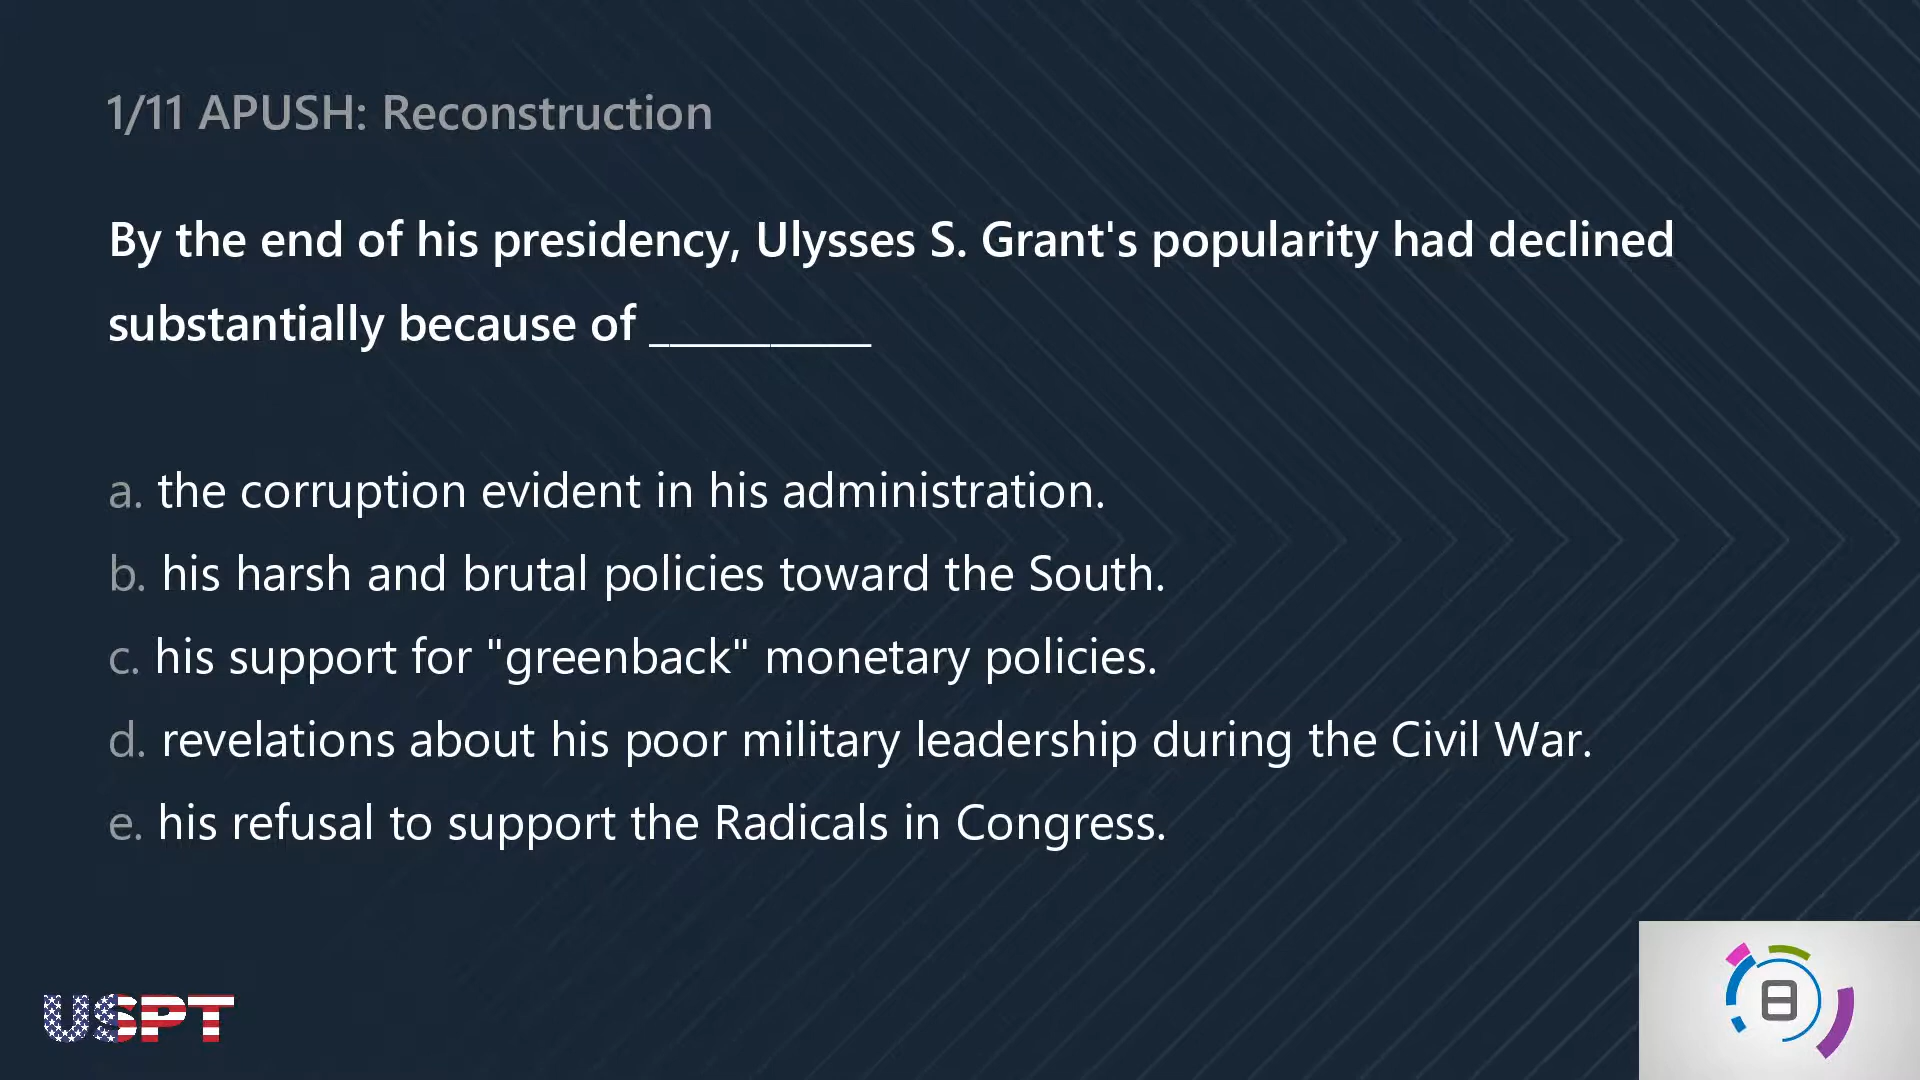 1/11 APUSH: Reconstruction
By the end of his presidency, Ulysses S. Grant's popularity had declined
substantially because of __________
a. the corruption evident in his administration.
b. his harsh and brutal policies toward the South.
c. his support for "greenback" monetary policies.
d. revelations about his poor military leadership during the Civil War.
e. his refusal to support the Radicals in Congress.
USPT
8